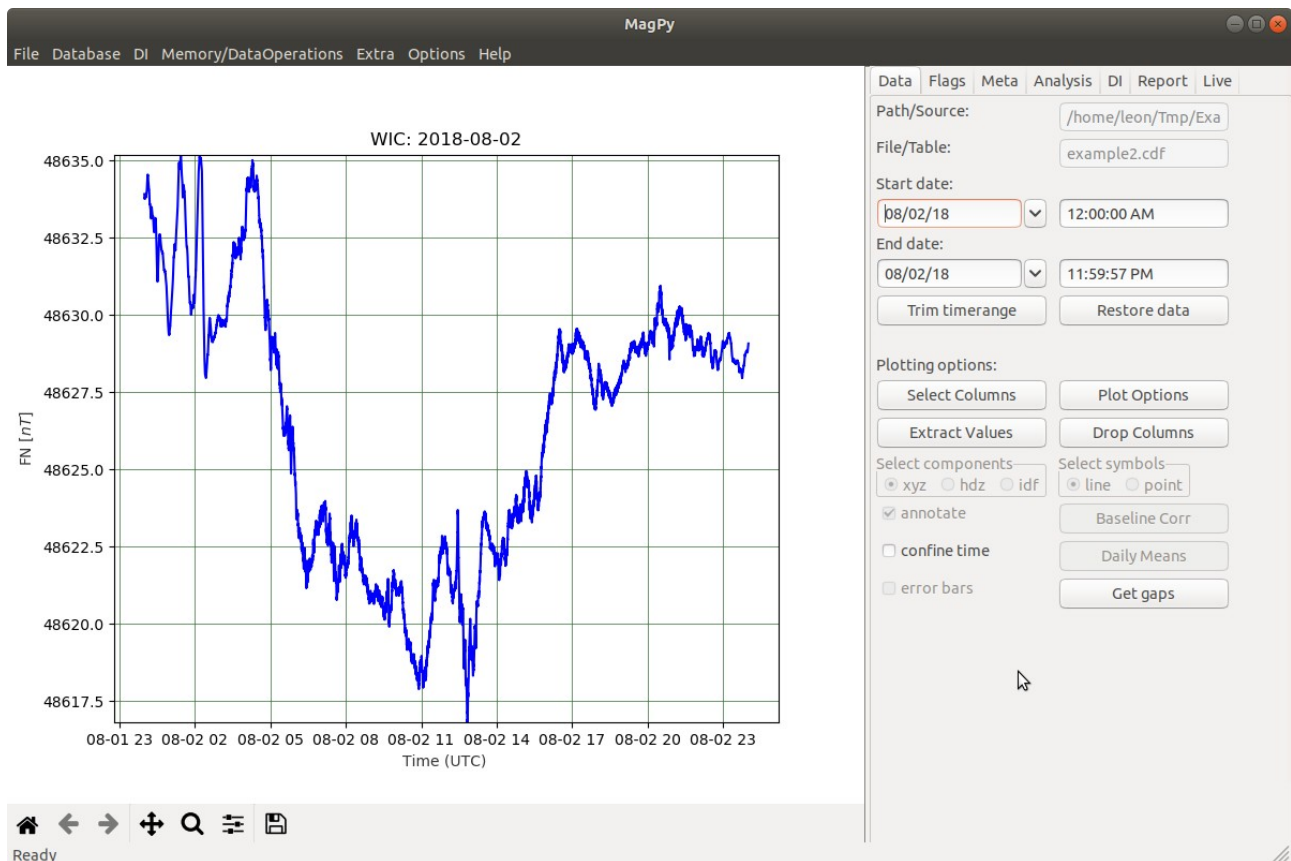 MagPy
File Database DI Memory/DataOperations Extra Options Help
Data Flags Meta Analysis DI Report Live
Path/Source:
/home/leon/Tmp/Exa
File/Table:
example2.cdf
Start date:
08/02/18
12:00:00 AM
End date:
08/02/18
11:59:57 PM
Trim timerange
Restore data
Plotting options:
Select Columns
Plot Options
Extract Values
Drop Columns
Select components
Select symbols
xyz hdz idf
line point
annotate
Baseline Corr
confine time
Daily Means
error bars
Get gaps
WIC: 2018-08-02
48635.0
48632.5
48630.0
48627.5
48625.0
48622.5
48620.0
48617.5
FN [nT]
08-01 23 08-02 02 08-02 05 08-02 08 08-02 11 08-02 14 08-02 17 08-02 20 08-02 23
Time (UTC)
Ready